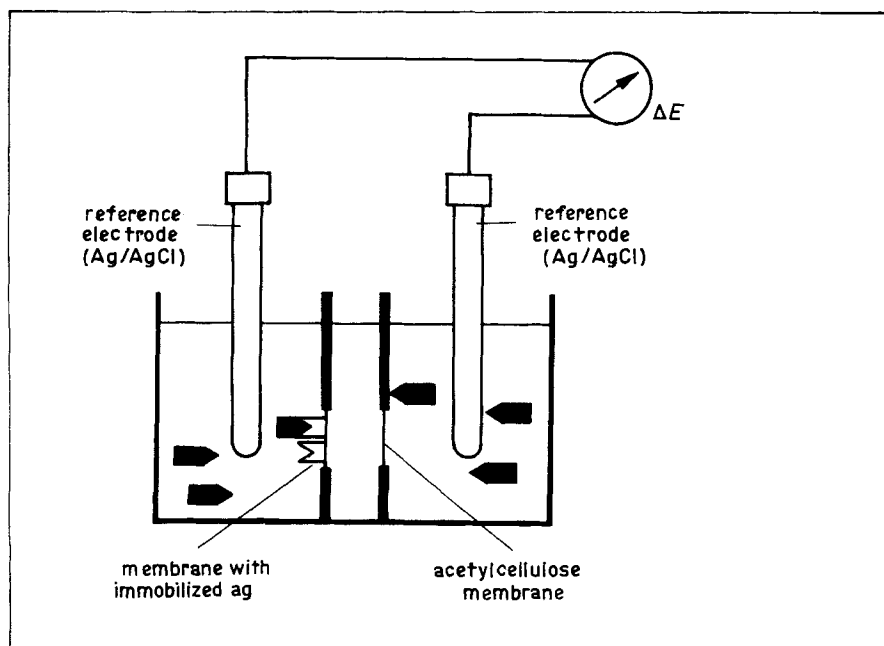 ΔE
reference
electrode
(Ag/AgCl)
reference
electrode
(Ag/AgCl)
membrane with
immobilized ag
acetylcellulose
membrane